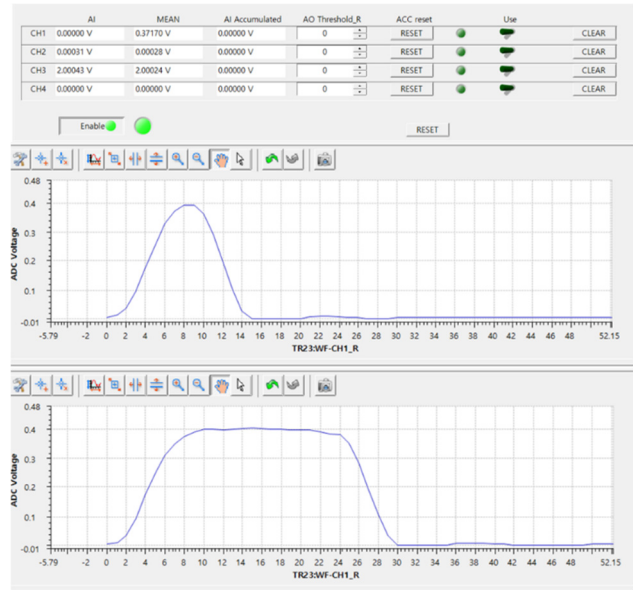 AI MEAN AI Accumulated AO Threshold_R ACC reset Use
CH1 0.00000 V 0.37170 V 0.00000 V 0 RESET CLEAR
CH2 0.00031 V 0.00028 V 0.00000 V 0 RESET CLEAR
CH3 2.00043 V 2.00024 V 0.00000 V 0 RESET CLEAR
CH4 0.00000 V 0.00000 V 0.00000 V 0 RESET CLEAR
Enable RESET
0.48
0.4
0.3
0.2
0.1
-0.01
ADC Voltage
-5.79 -2 0 2 4 6 8 10 12 14 16 18 20 22 24 26 28 30 32 34 36 38 40 42 44 46 48 52.15
TR23:WF-CH1_R
0.48
0.4
0.3
0.2
0.1
-0.01
ADC Voltage
-5.79 -2 0 2 4 6 8 10 12 14 16 18 20 22 24 26 28 30 32 34 36 38 40 42 44 46 48 52.15
TR23:WF-CH1_R